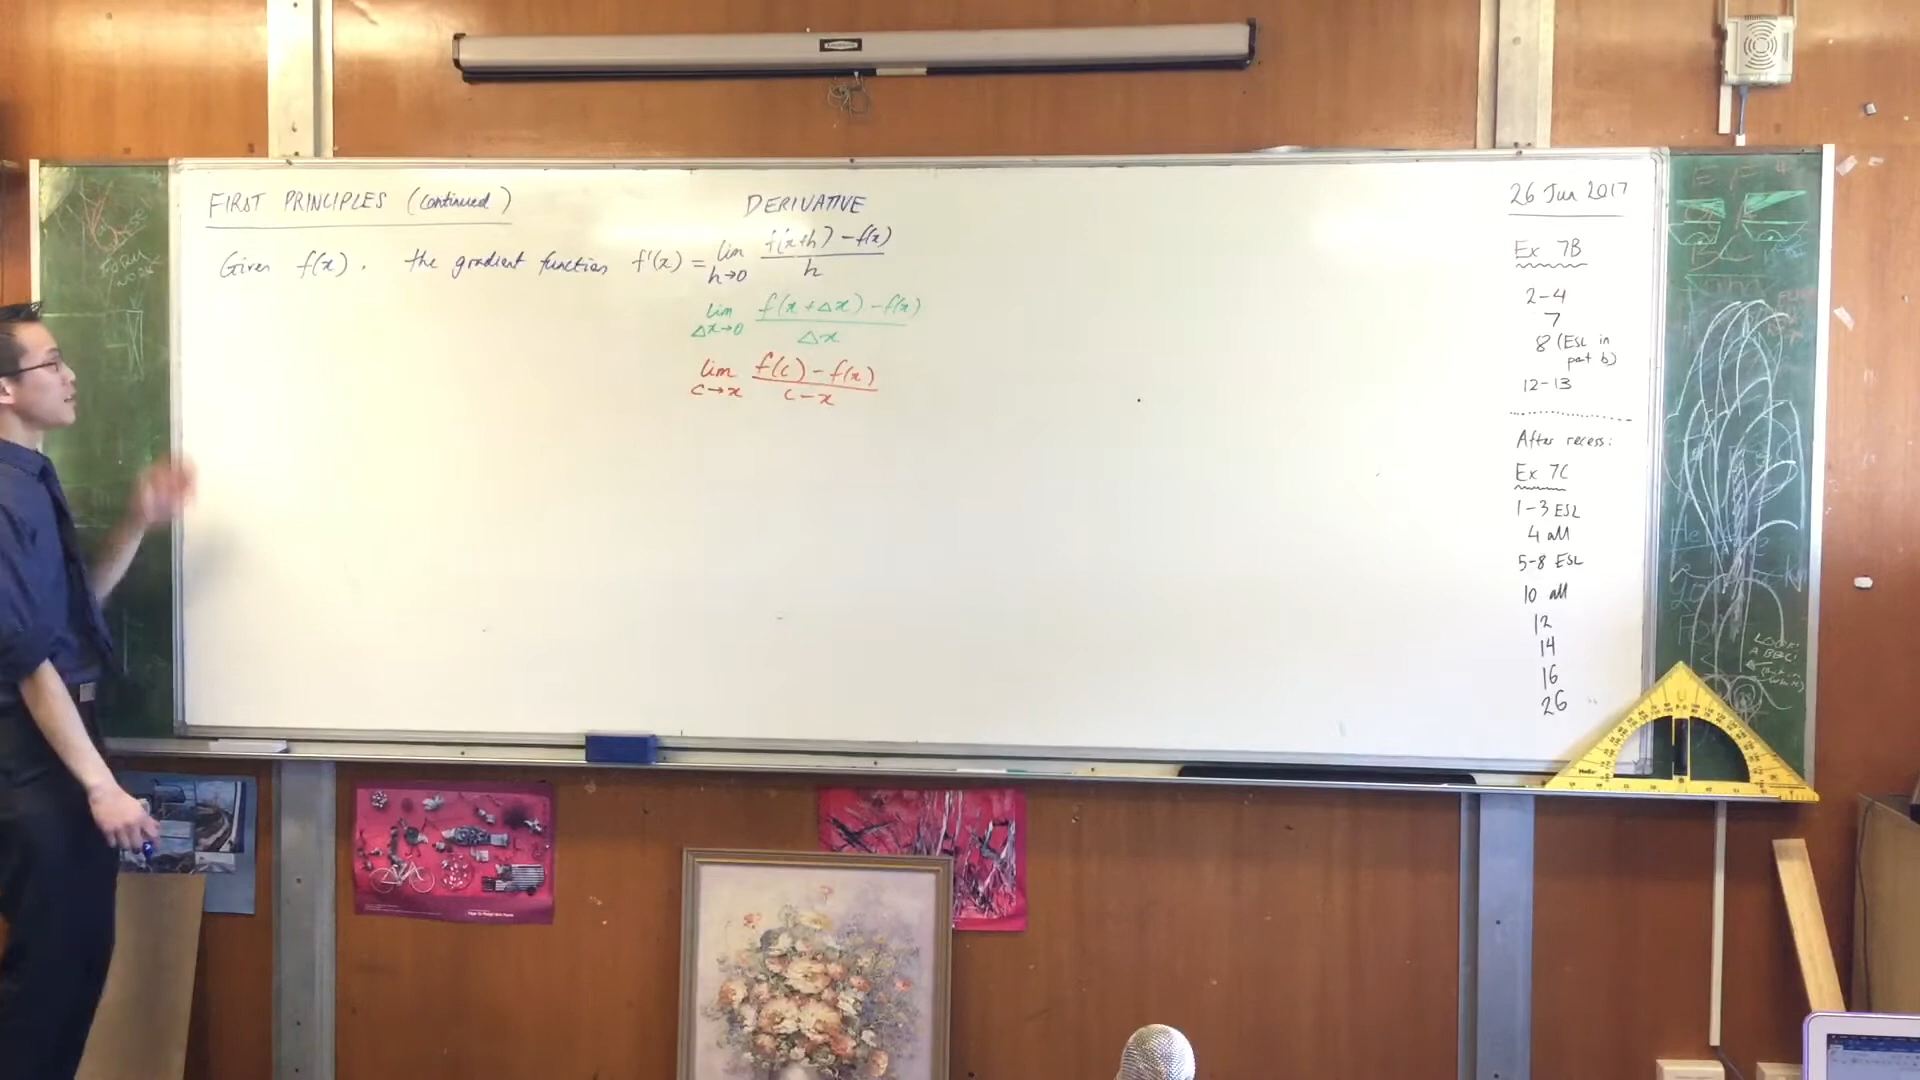 FIRST PRINCIPLES (continued)
DERIVATIVE
Given f(x), the gradient function f'(x) = lim h→0 f(x+h) - f(x) / h
lim Δx→0 f(x + Δx) - f(x) / Δx
lim c→x f(c) - f(x) / c - x
26 Jun 2017
Ex 7B
2-4
7
8 (ESL in
part b)
12-13
After recess:
Ex 7C
1-3 ESL
4 all
5-8 ESL
10 all
12
14
16
26